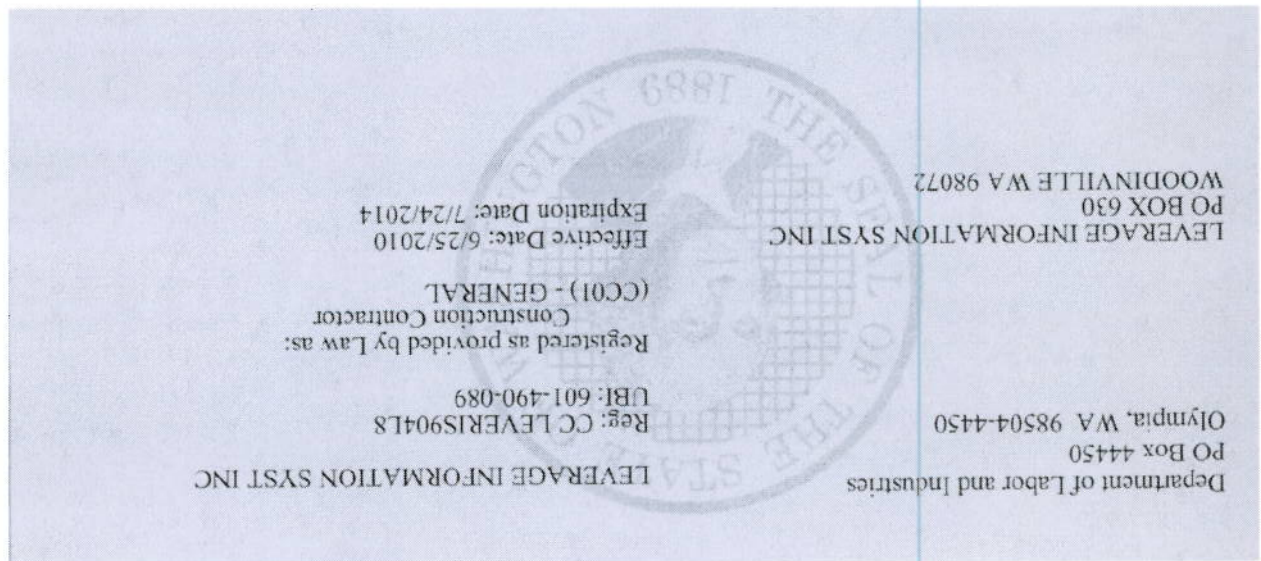 Department of Labor and Industries
PO Box 44450
Olympia, WA 98504-4450
LEVERAGE INFORMATION SYST INC
PO BOX 630
WOODINVILLE WA 98072
LEVERAGE INFORMATION SYST INC
Reg: CC LEVERIS904L8
UBI: 601-490-089
Registered as provided by Law as:
Construction Contractor
(CC01) - GENERAL
Effective Date: 6/25/2010
Expiration Date: 7/24/2014
THE SEAL OF THE STATE OF WASHINGTON 1889